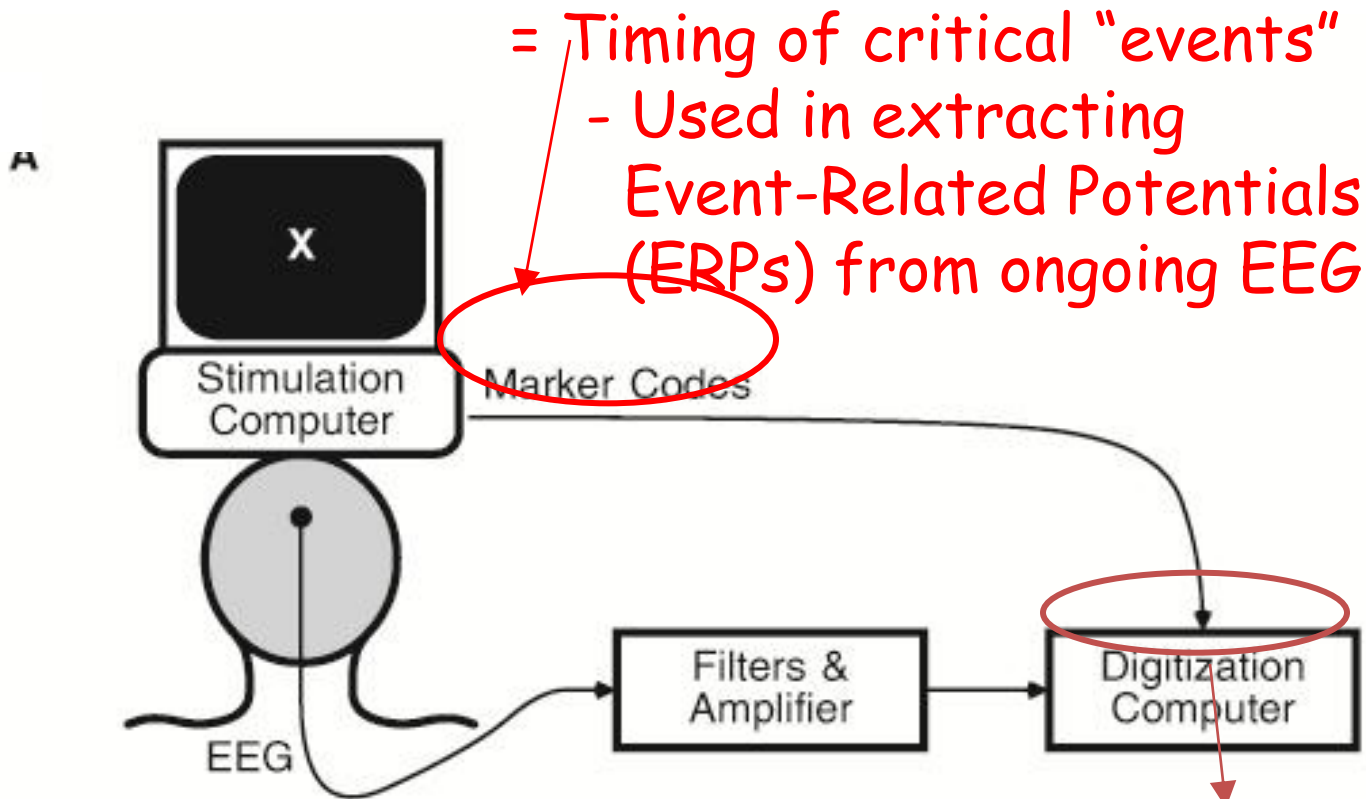 = Timing of critical “events”
- Used in extracting
Event-Related Potentials
(ERPs) from ongoing EEG
A
X
Stimulation
Computer
Marker Codes
Filters &
Amplifier
Digitization
Computer
EEG